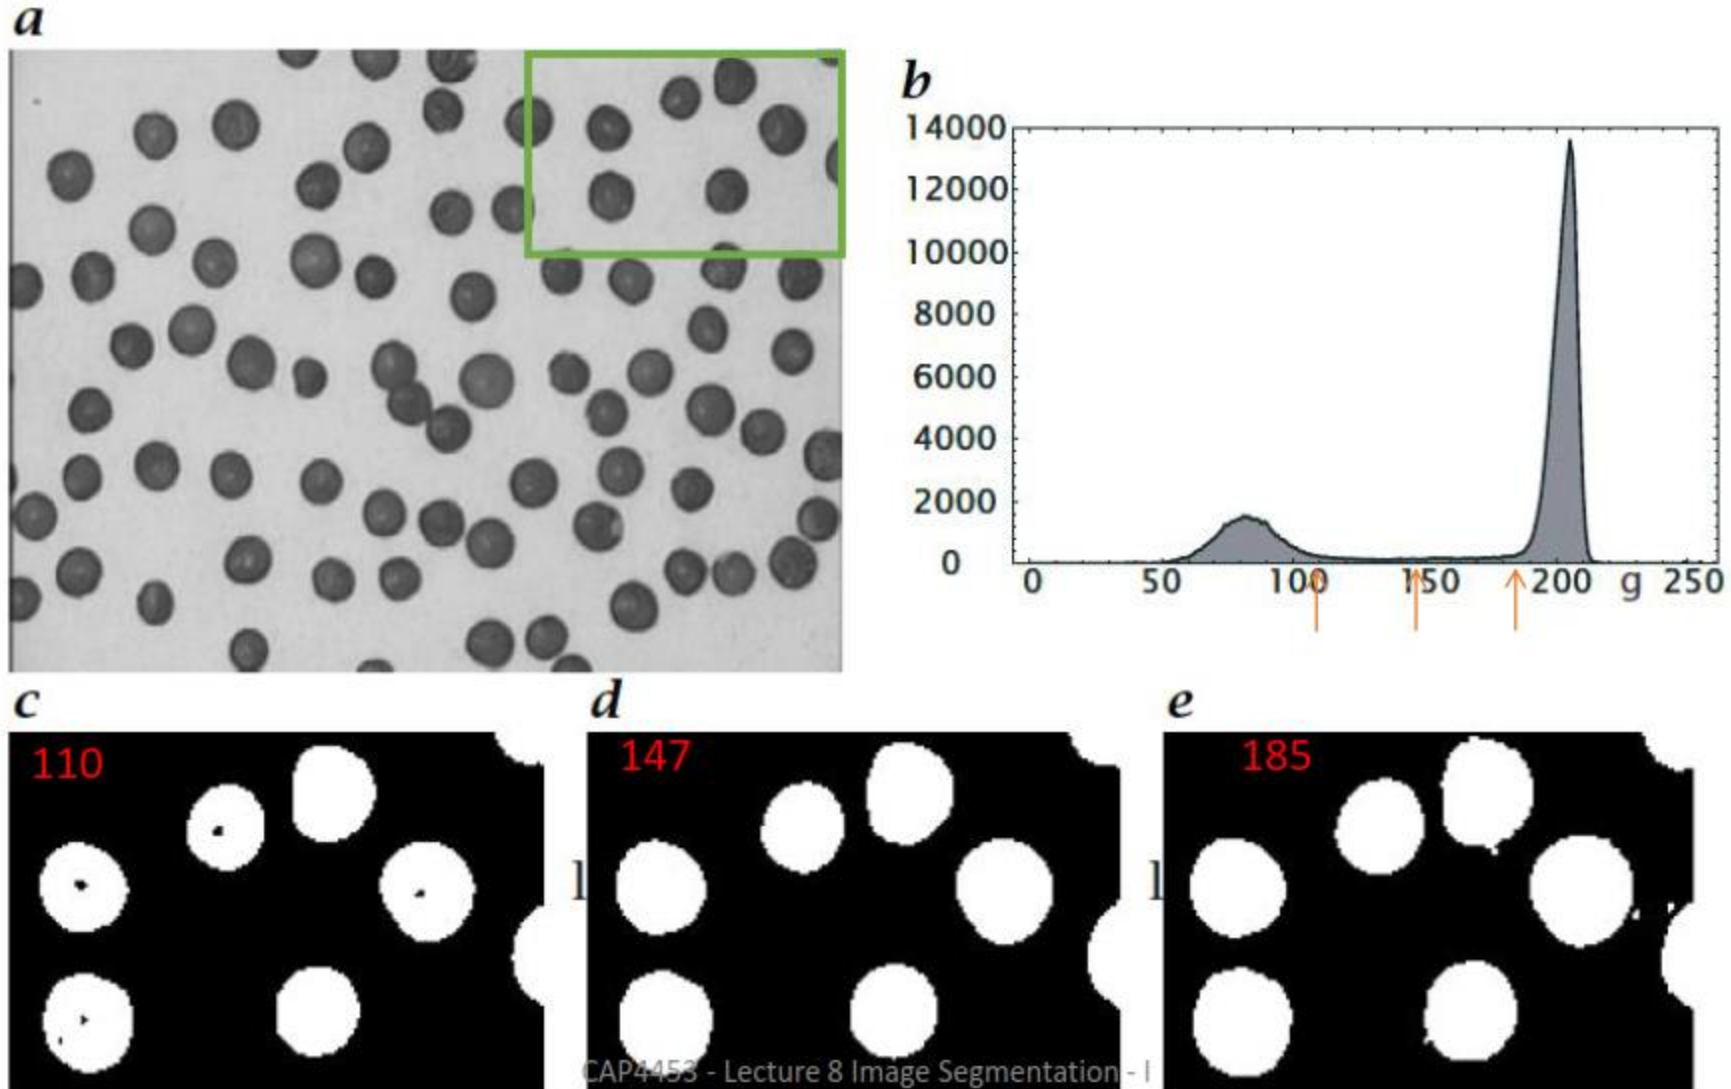 a
b
14000
12000
10000
8000
6000
4000
2000
0
0 50 100 150 200 g 250
c
d
e
110
147
185
l
l
CAP4453 - Lecture 8 Image Segmentation - I